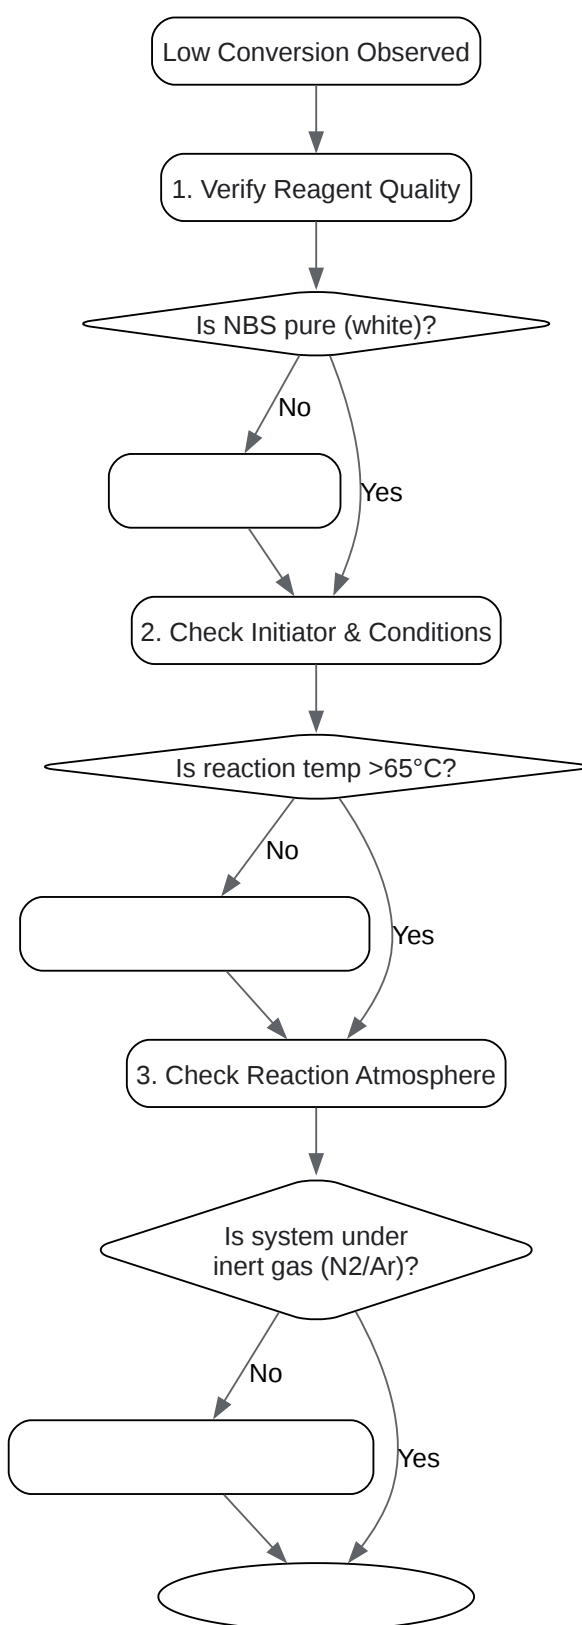 Low Conversion Observed
1. Verify Reagent Quality
Is NBS pure (white)?
No
Yes
2. Check Initiator & Conditions
Is reaction temp >65°C?
No
Yes
3. Check Reaction Atmosphere
Is system under
inert gas (N2/Ar)?
No
Yes